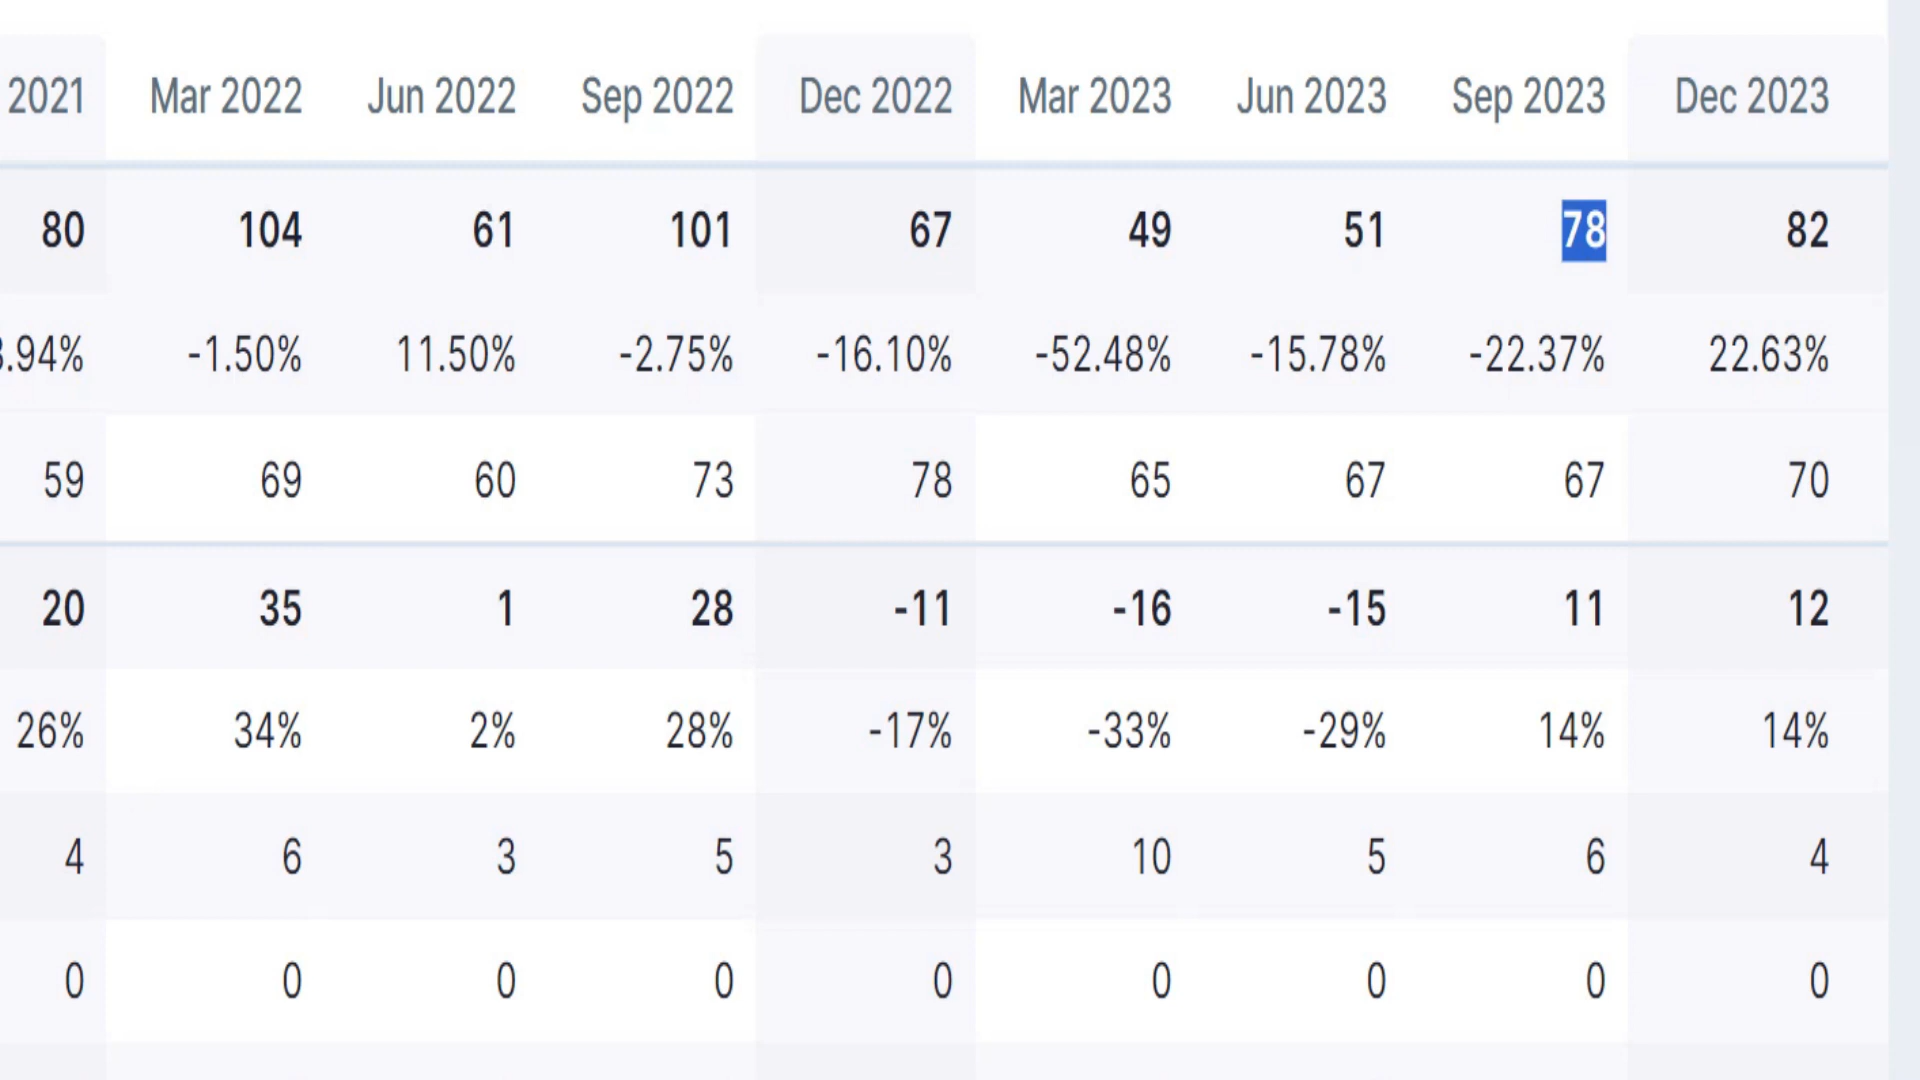 2021 Mar 2022 Jun 2022 Sep 2022 Dec 2022 Mar 2023 Jun 2023 Sep 2023 Dec 2023
80 104 61 101 67 49 51 78 82
.94% -1.50% 11.50% -2.75% -16.10% -52.48% -15.78% -22.37% 22.63%
59 69 60 73 78 65 67 67 70
20 35 1 28 -11 -16 -15 11 12
26% 34% 2% 28% -17% -33% -29% 14% 14%
4 6 3 5 3 10 5 6 4
0 0 0 0 0 0 0 0 0